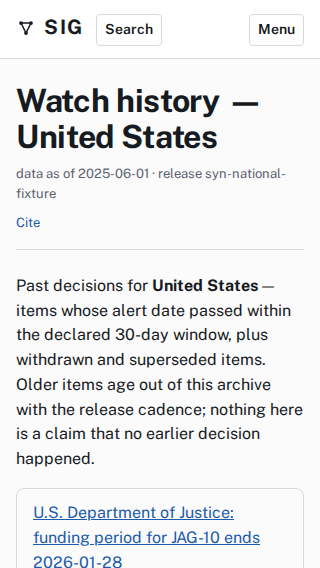 SIG
Search
Menu
Watch history —
United States
data as of 2025-06-01 · release syn-national-
fixture
Cite
Past decisions for United States —
items whose alert date passed within
the declared 30-day window, plus
withdrawn and superseded items.
Older items age out of this archive
with the release cadence; nothing here
is a claim that no earlier decision
happened.
U.S. Department of Justice:
funding period for JAG-10 ends
2026-01-28